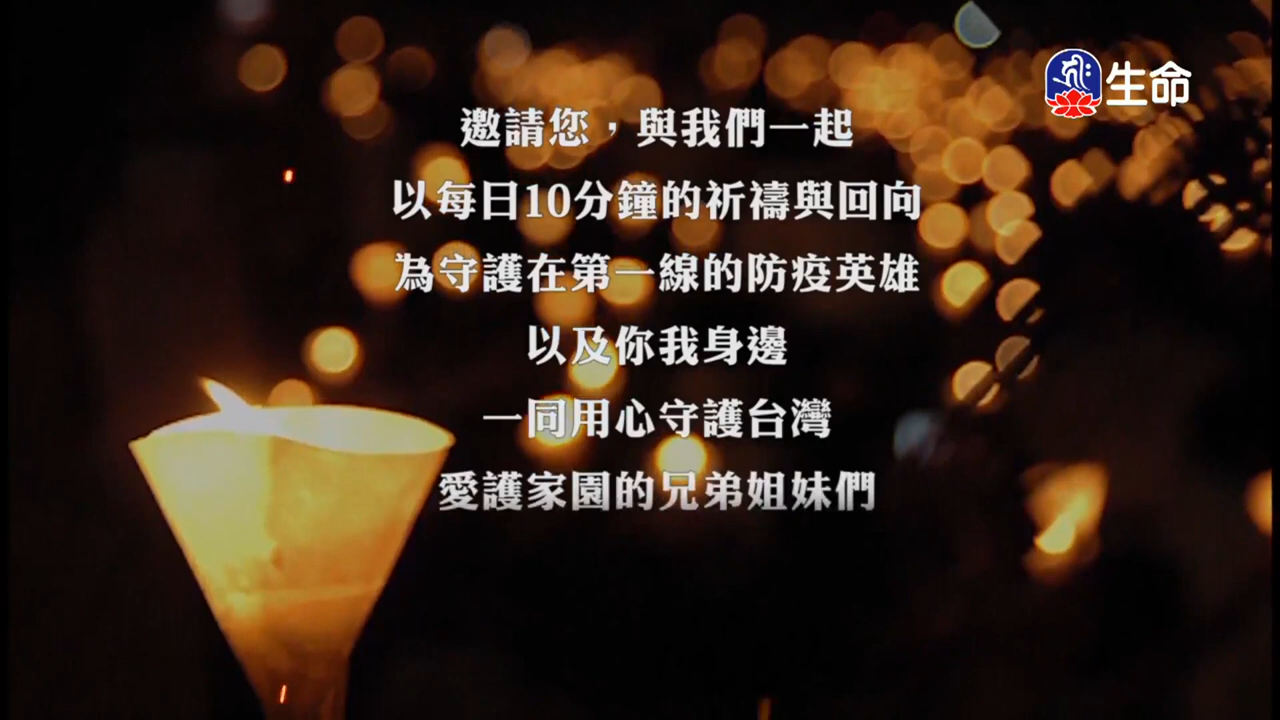 生命
邀請您，與我們一起
以每日10分鐘的祈禱與回向
為守護在第一線的防疫英雄
以及你我身邊
一同用心守護台灣
愛護家園的兄弟姐妹們